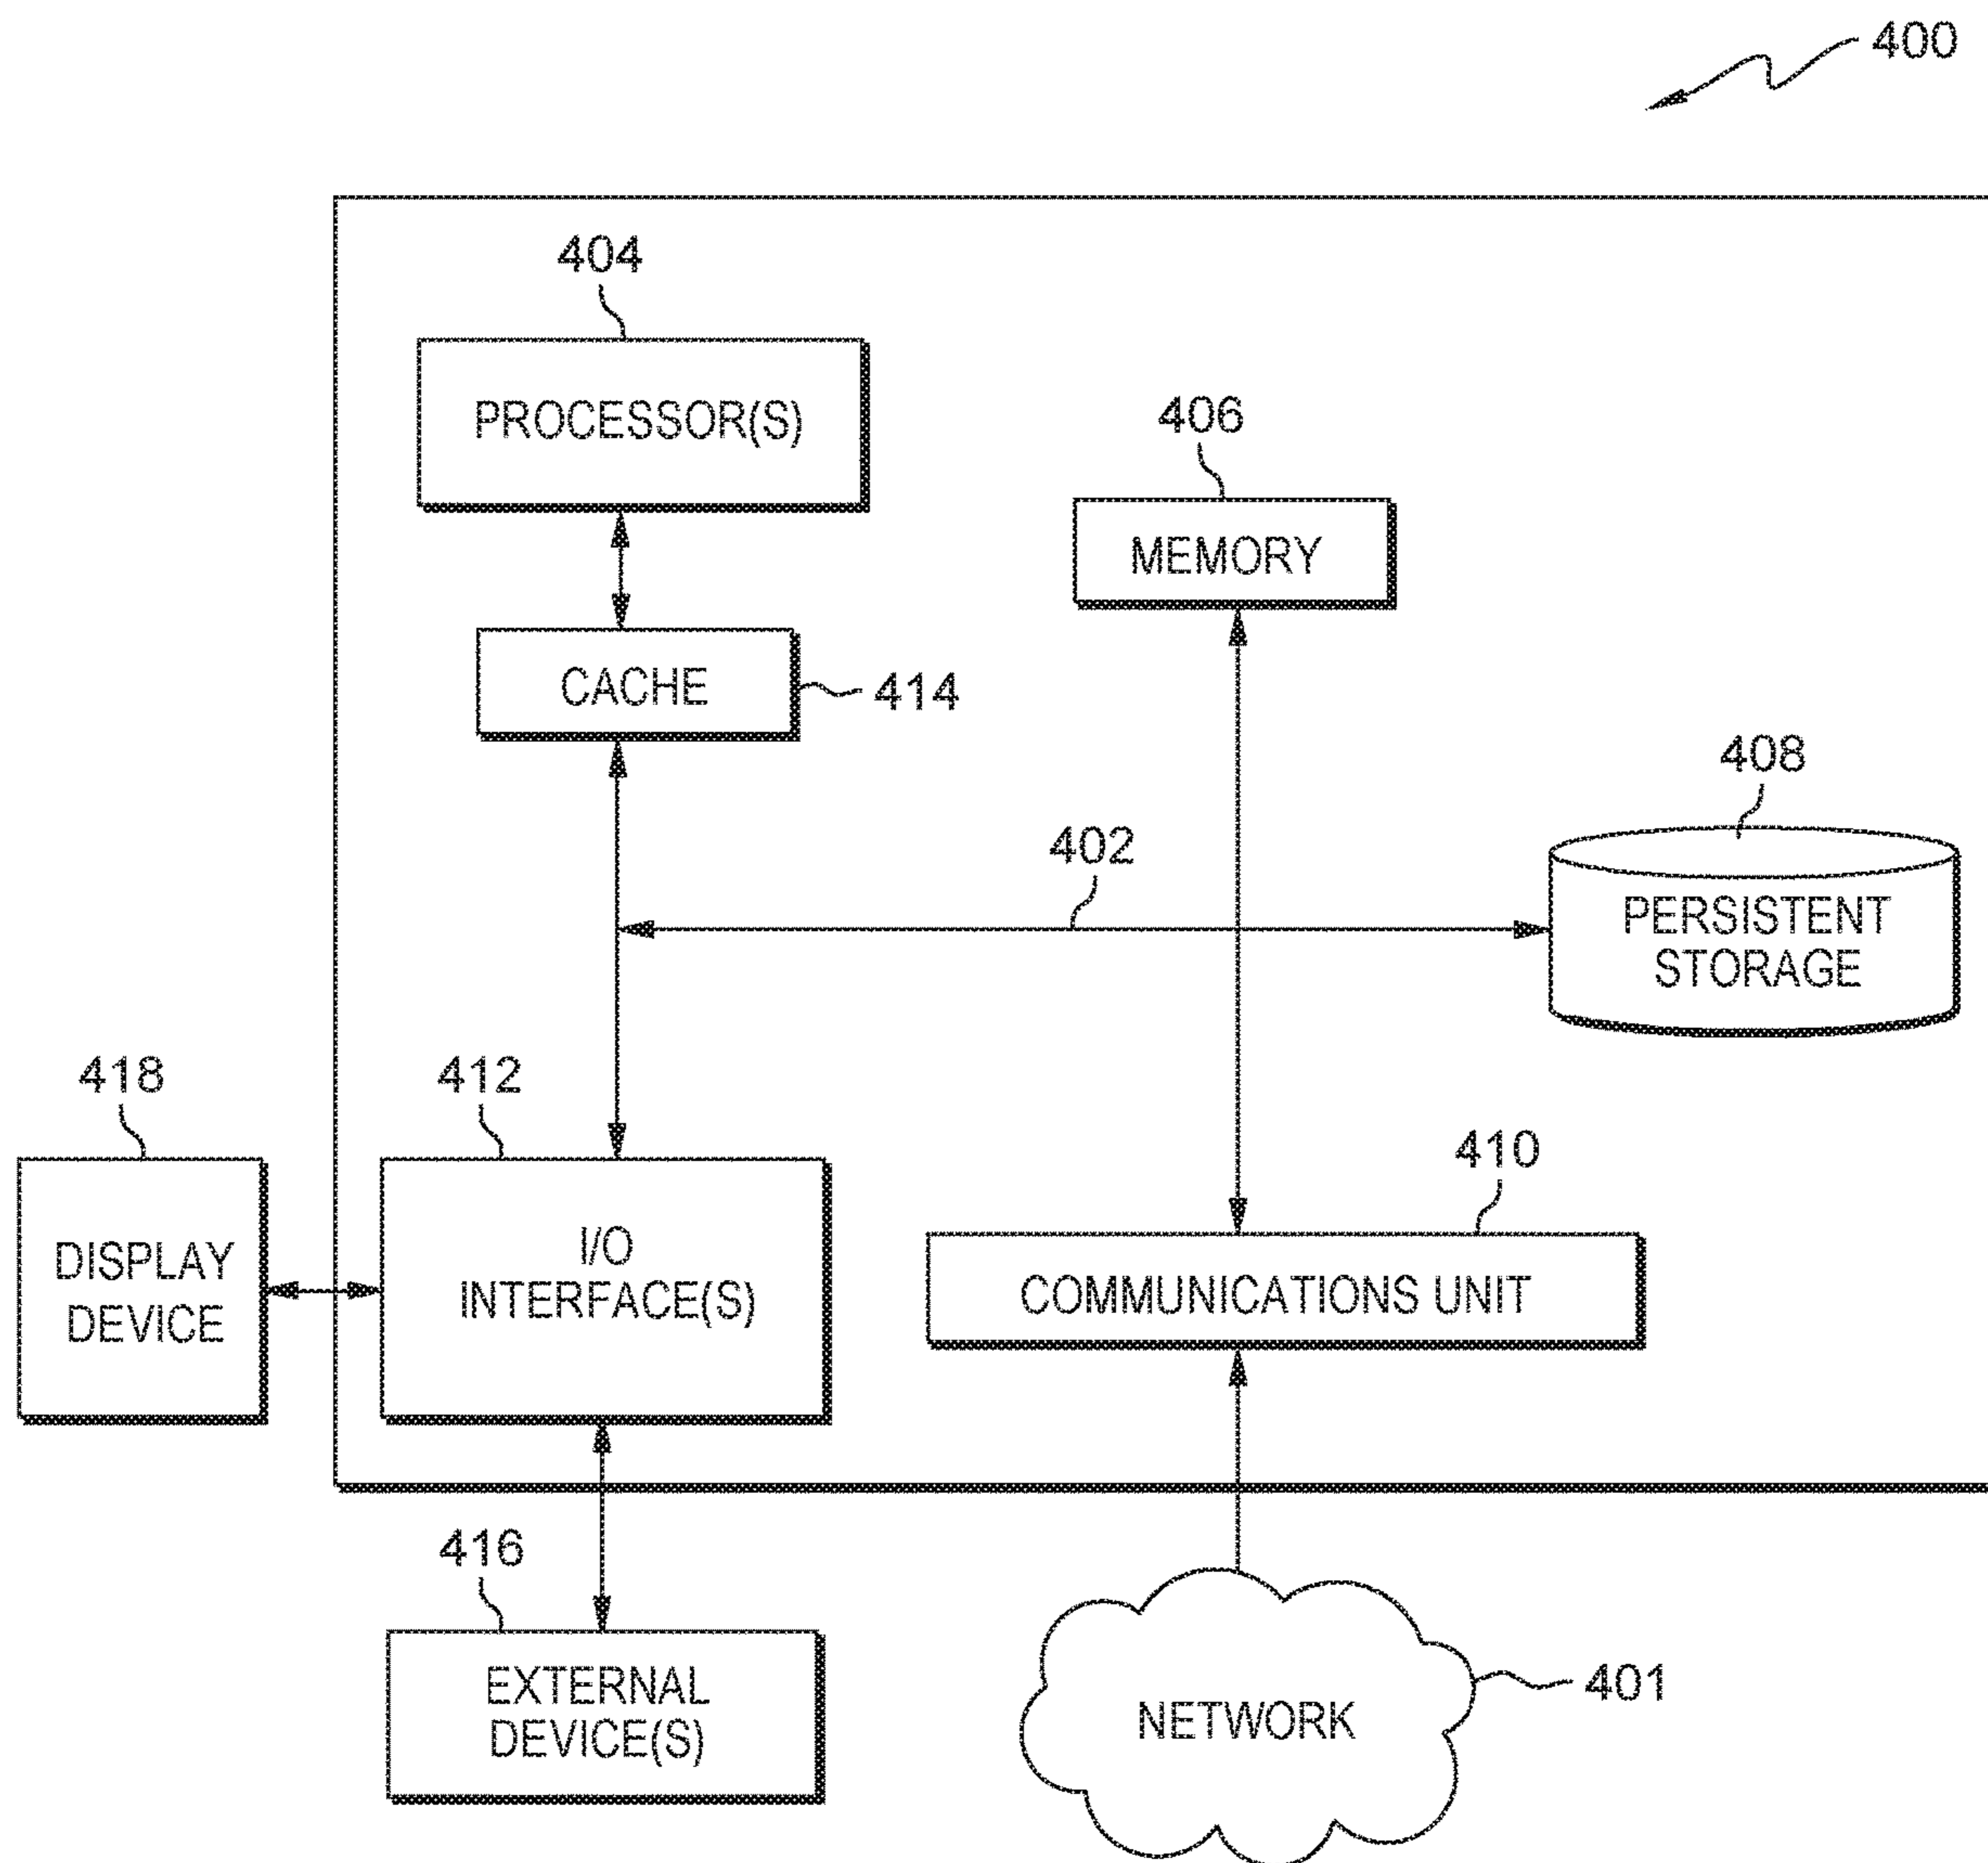 400
404
PROCESSOR(S)
406
MEMORY
CACHE
414
408
402
PERSISTENT
STORAGE
418
412
410
DISPLAY
DEVICE
I/O
INTERFACE(S)
COMMUNICATIONS UNIT
416
EXTERNAL
DEVICE(S)
401
NETWORK